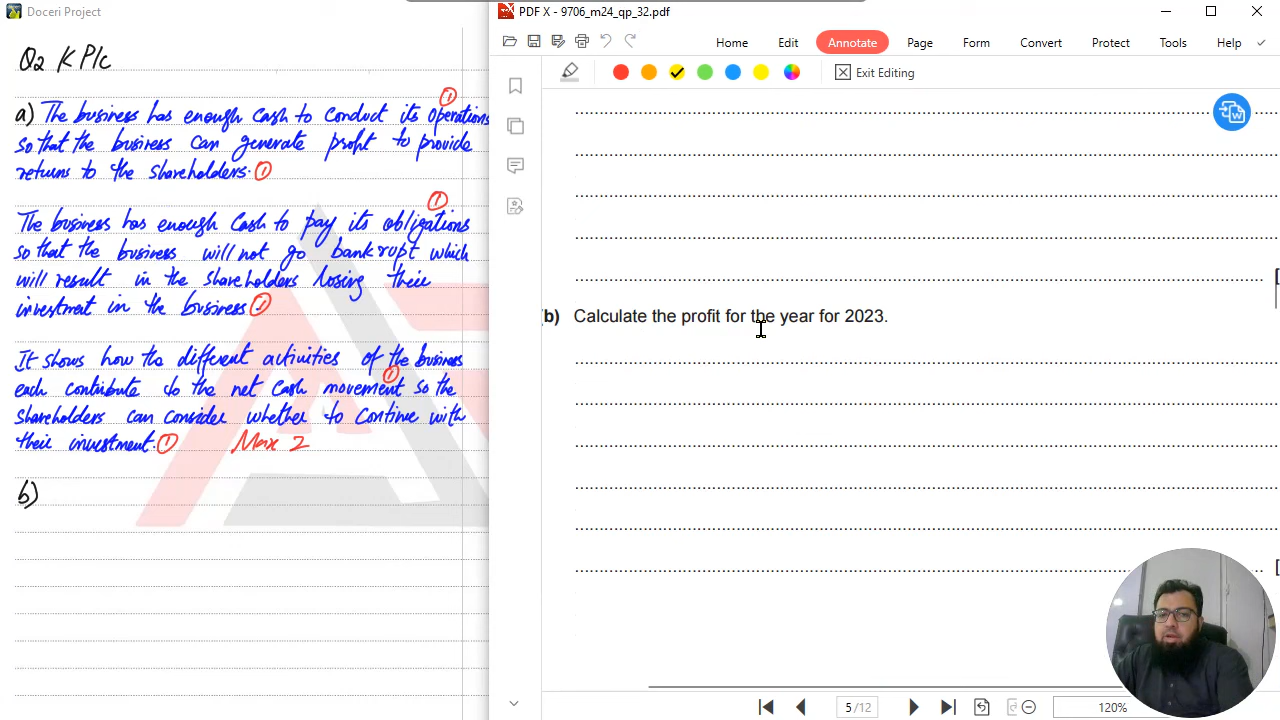 Doceri Project
PDF X - 9706_m24_qp_32.pdf
Home Edit Annotate Page Form Convert Protect Tools Help
Exit Editing
Q2 K Plc
a) The business has enough cash to conduct its operations ①
so that the business can generate profit to provide
returns to the shareholders. ①
The business has enough cash to pay its obligations ①
so that the business will not go bankrupt which
will result in the shareholders losing their
investment in the business. ①
It shows how the different activities of the business
each contribute to the net cash movement ① so the
shareholders can consider whether to continue with
their investment. ① Max 2
b)
[
(b) Calculate the profit for the year for 2023.
[
5 /12
120%